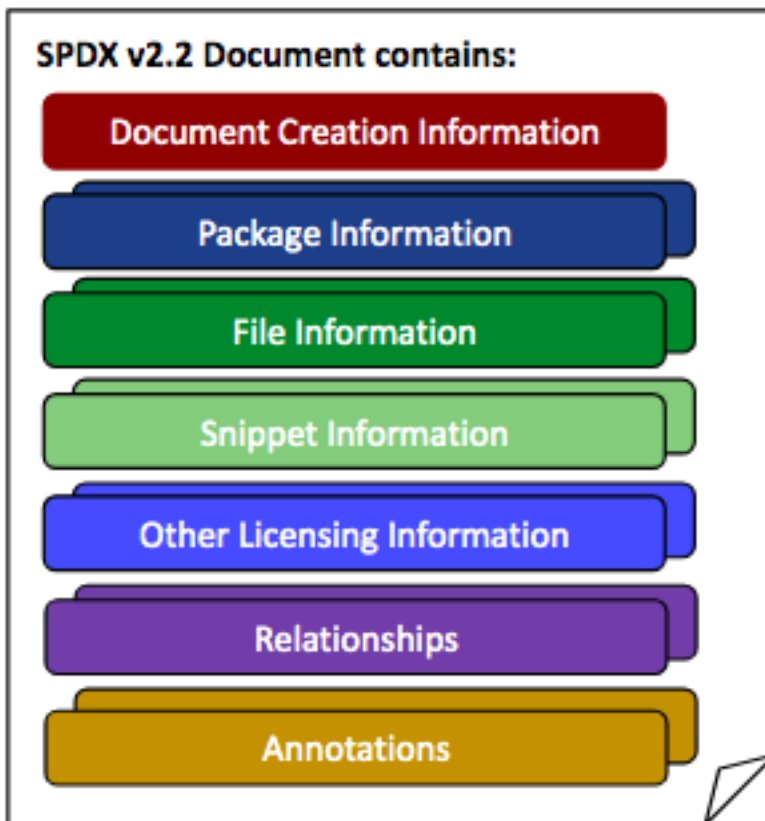 SPDX v2.2 Document contains:
Document Creation Information
Package Information
File Information
Snippet Information
Other Licensing Information
Relationships
Annotations